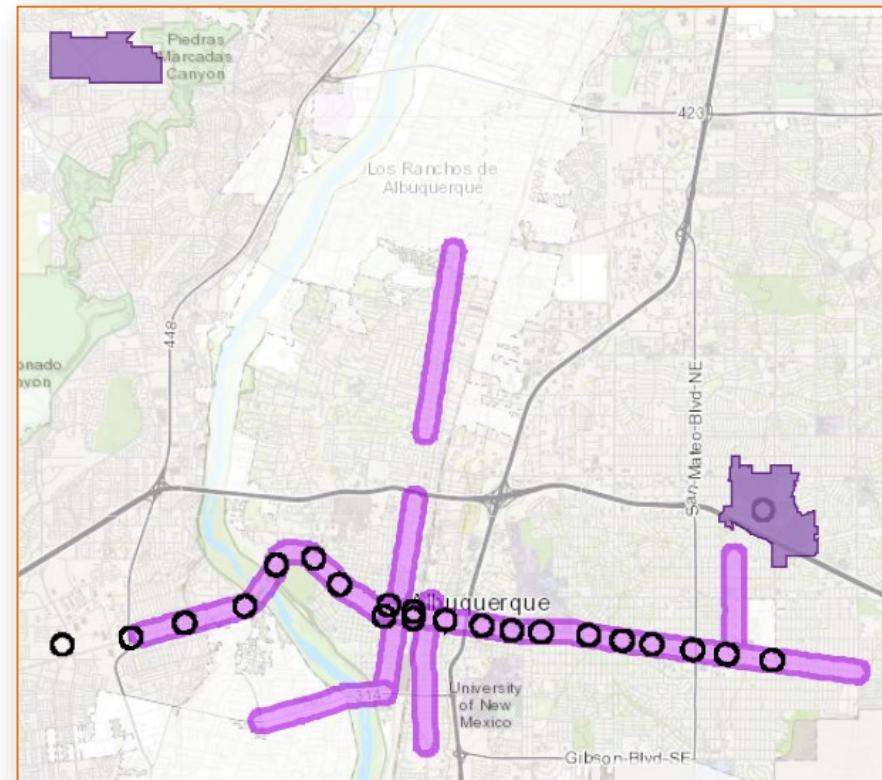 Piedras
Marcadas
Canyon
423
Los Ranchos de
Albuquerque
448
onado
nyon
San-Mateo-Blvd-NE
Albuquerque
314
University
of New
Mexico
Gibson-Blvd-SE